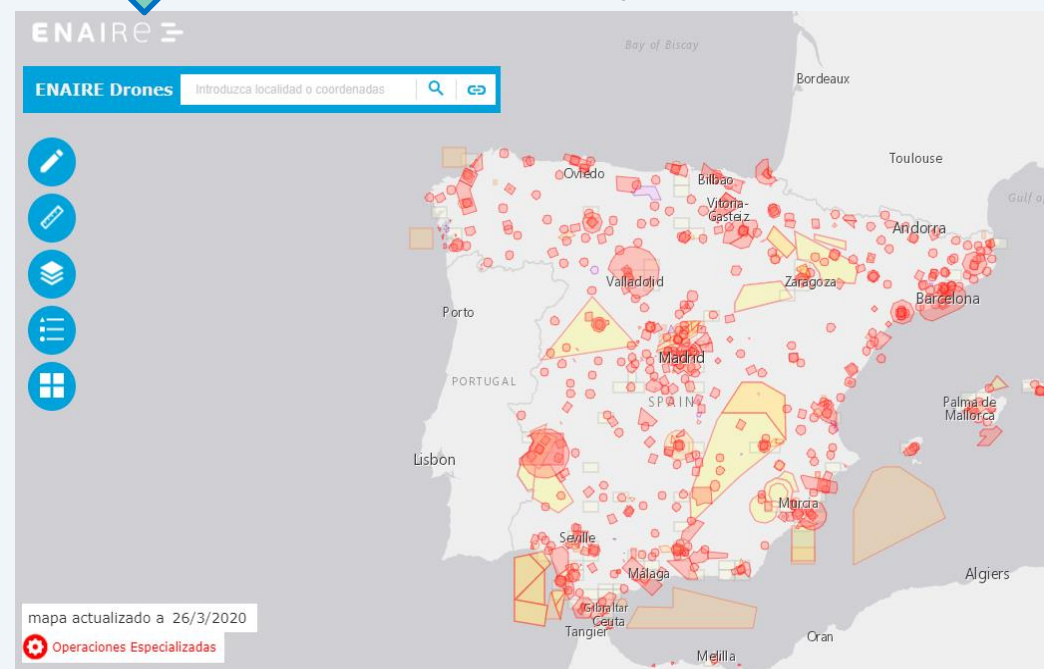 ENAIRe
Bay of Biscay
ENAIRE Drones
Introduzca localidad o coordenadas
Bordeaux
Toulouse
Gulf o
Oviedo
Bilbao
Vitoria-
Gasteiz
Andorra
Valladolid
Zaragoza
Barcelona
Porto
Madrid
PORTUGAL
SPAIN
Palma de
Mallorca
Lisbon
Murcia
Seville
Málaga
Algiers
Gibraltar
Ceuta
Tangier
Oran
Melilla
mapa actualizado a 26/3/2020
Operaciones Especializadas